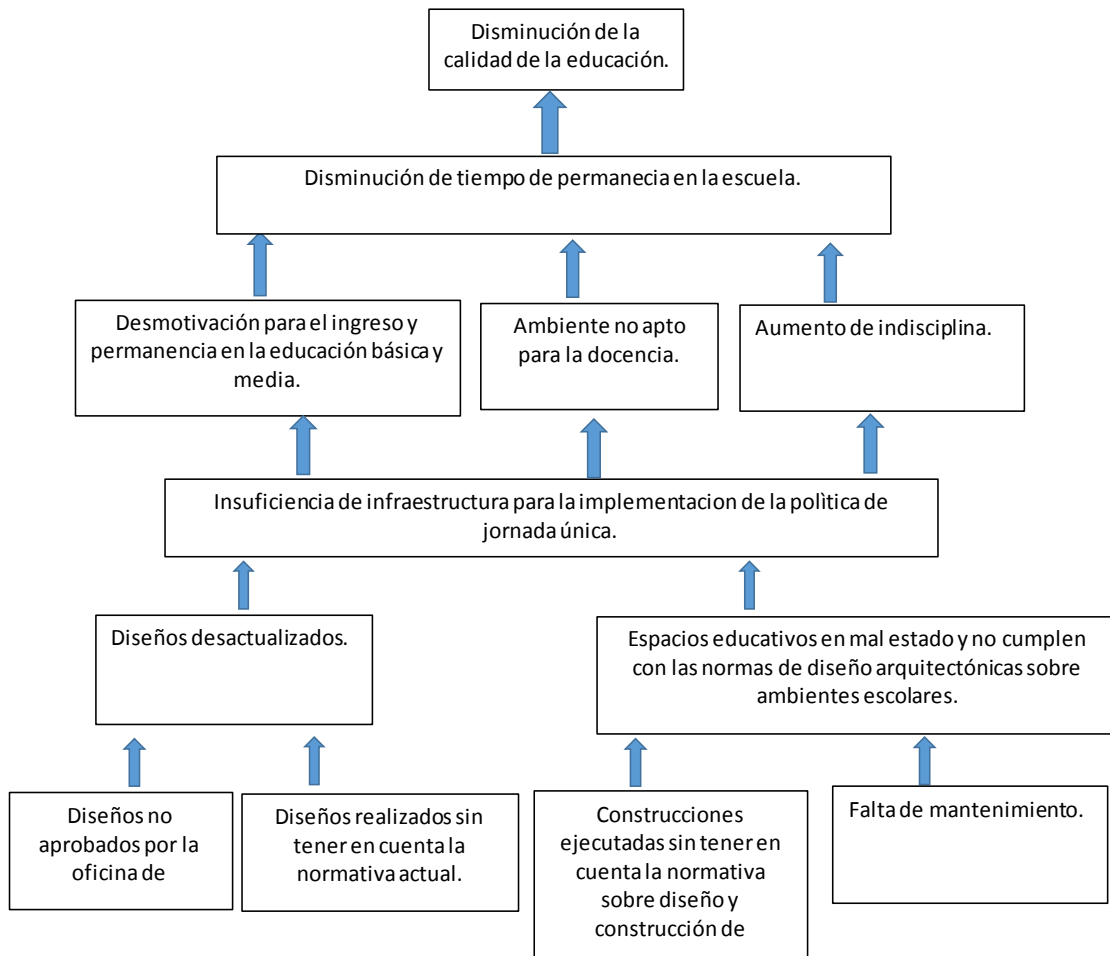 Disminución de la
calidad de la educación.
Disminución de tiempo de permanecia en la escuela.
Desmotivación para el ingreso y
permanencia en la educación básica y
media.
Ambiente no apto
para la docencia.
Aumento de indisciplina.
Insuficiencia de infraestructura para la implementacion de la polìtica de
jornada única.
Diseños desactualizados.
Espacios educativos en mal estado y no cumplen
con las normas de diseño arquitectónicas sobre
ambientes escolares.
Diseños no
aprobados por la
oficina de
Diseños realizados sin
tener en cuenta la
normativa actual.
Construcciones
ejecutadas sin tener en
cuenta la normativa
sobre diseño y
construcción de
Falta de mantenimiento.